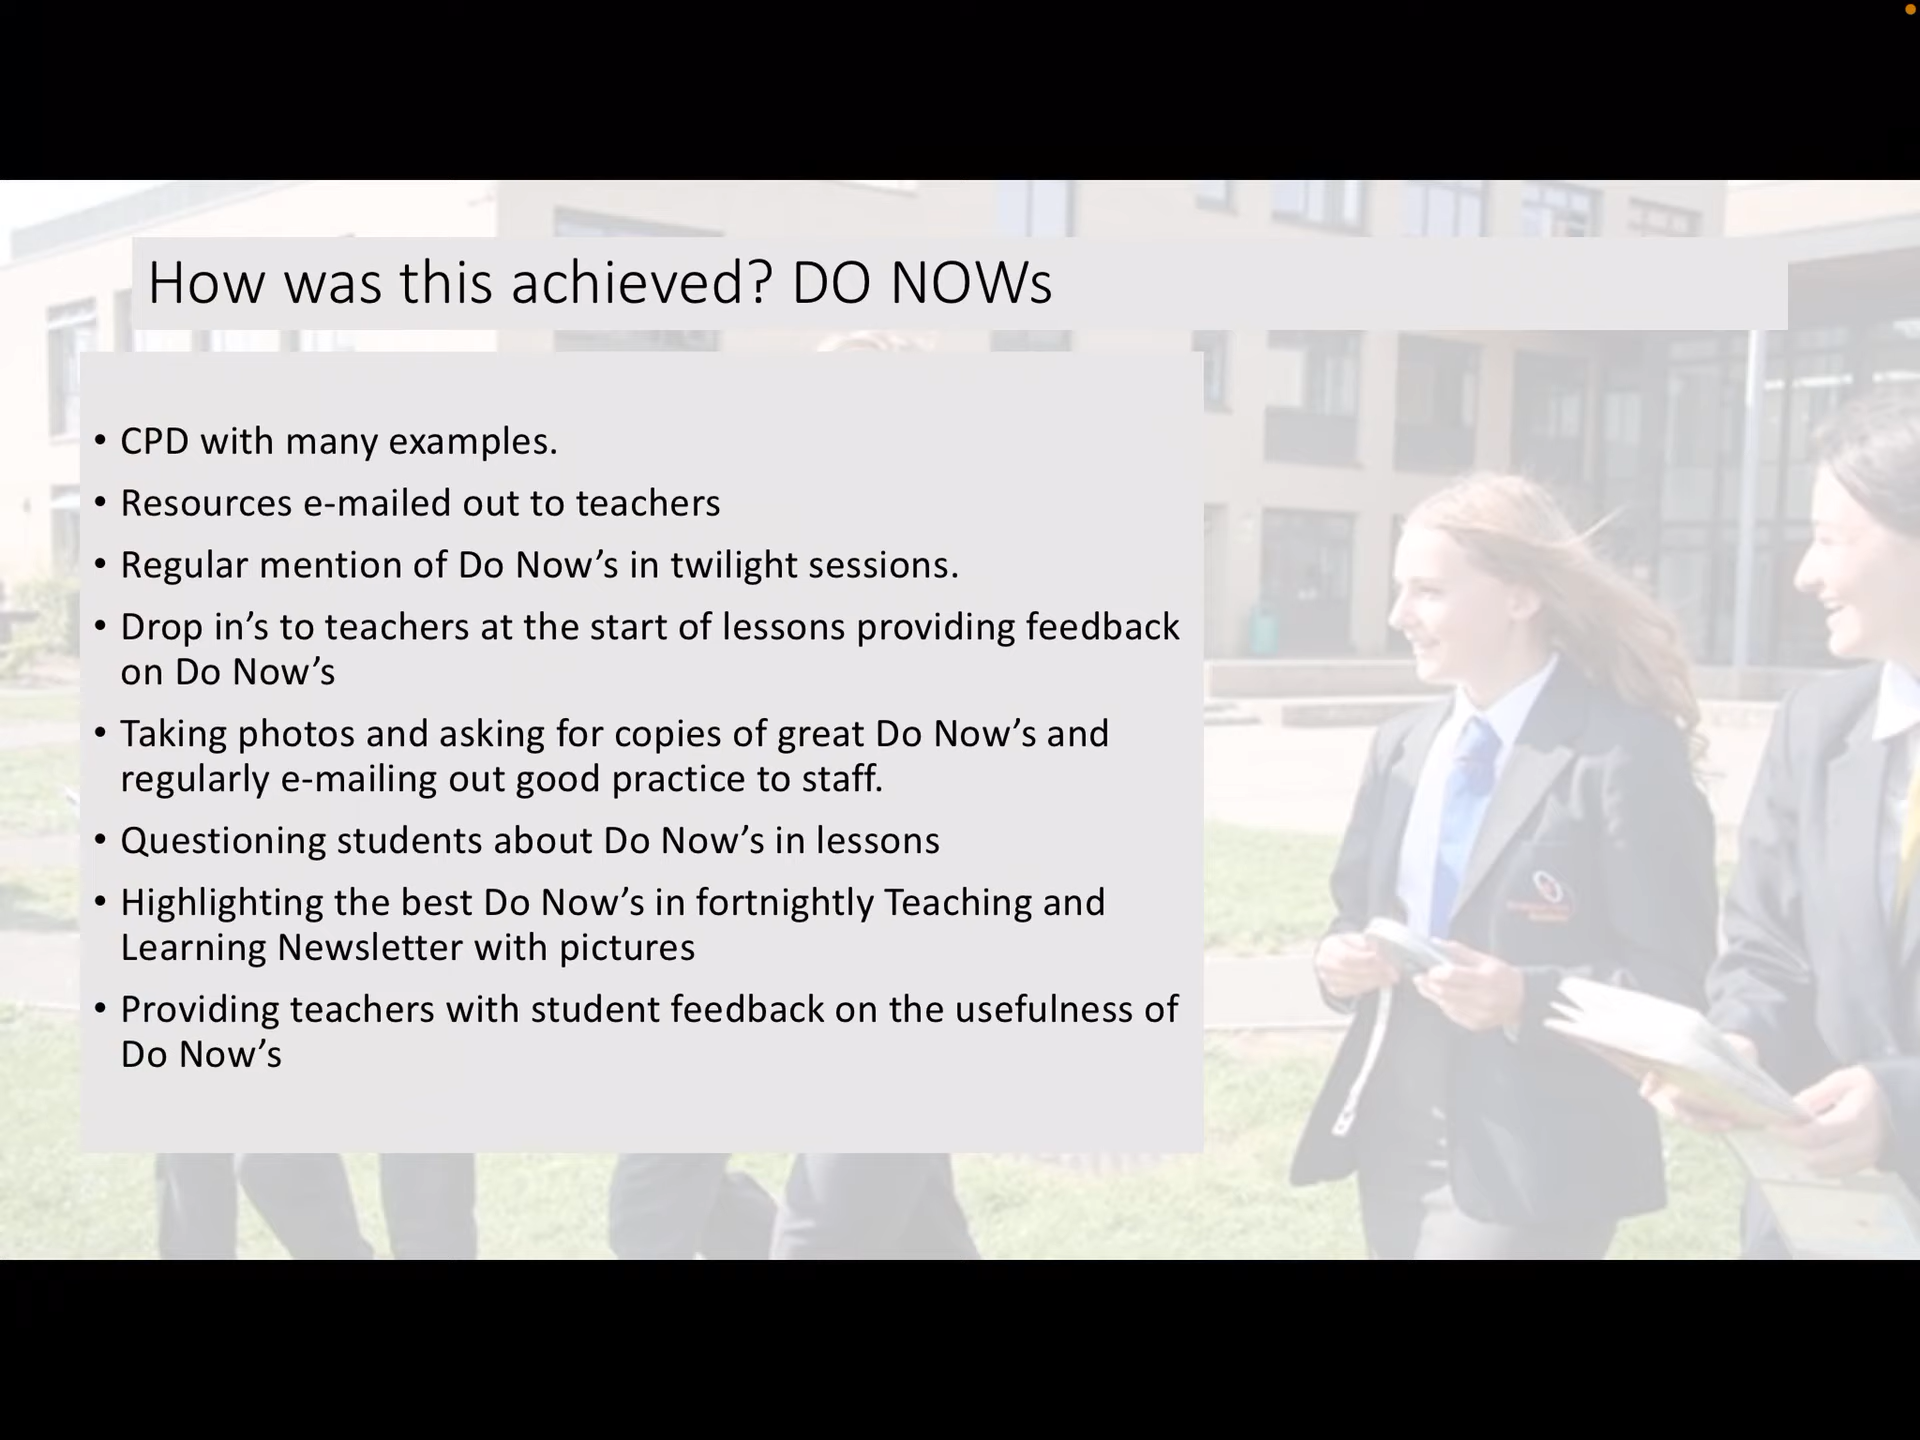 How was this achieved? DO NOWs
• CPD with many examples.
• Resources e-mailed out to teachers
• Regular mention of Do Now’s in twilight sessions.
• Drop in’s to teachers at the start of lessons providing feedback
on Do Now’s
• Taking photos and asking for copies of great Do Now’s and
regularly e-mailing out good practice to staff.
• Questioning students about Do Now’s in lessons
• Highlighting the best Do Now’s in fortnightly Teaching and
Learning Newsletter with pictures
• Providing teachers with student feedback on the usefulness of
Do Now’s